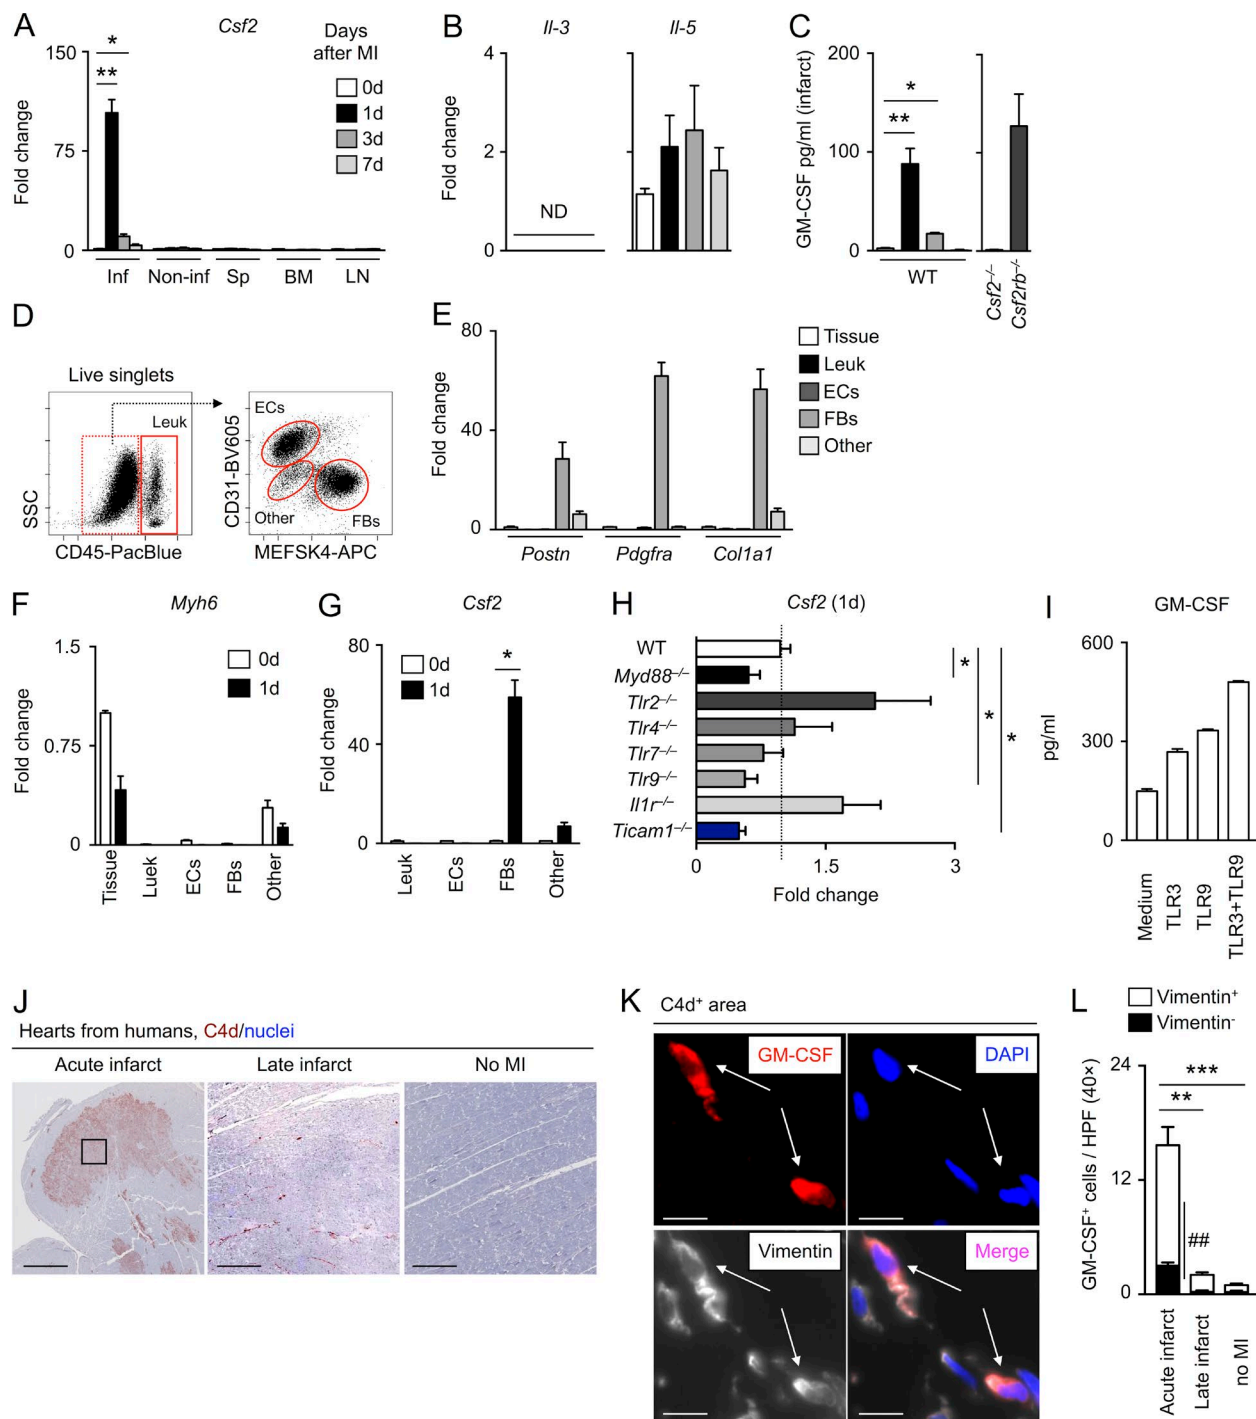 A
Csf2
Days
after MI
0d
1d
3d
7d
Fold change
150
75
0
*
**
Inf
Non-inf
Sp
BM
LN
B
Il-3
Il-5
Fold change
4
2
0
ND
C
GM-CSF pg/ml (infarct)
200
100
0
*
**
WT
Csf2–/–
Csf2rb–/–
D
Live singlets
Leuk
SSC
CD45-PacBlue
ECs
Other
FBs
CD31-BV605
MEFSK4-APC
E
Fold change
80
40
0
Tissue
Leuk
ECs
FBs
Other
Postn
Pdgfra
Col1a1
F
Myh6
Fold change
1.5
0.75
0
0d
1d
Tissue
Luek
ECs
FBs
Other
G
Csf2
Fold change
80
40
0
0d
1d
*
Leuk
ECs
FBs
Other
H
Csf2 (1d)
WT
Myd88–/–
Tlr2–/–
Tlr4–/–
Tlr7–/–
Tlr9–/–
Il1r–/–
Ticam1–/–
*
*
*
0
1.5
3
Fold change
I
GM-CSF
pg/ml
600
300
0
Medium
TLR3
TLR9
TLR3+TLR9
J
Hearts from humans, C4d/nuclei
Acute infarct
Late infarct
No MI
K
C4d+ area
GM-CSF
DAPI
Vimentin
Merge
L
Vimentin+
Vimentin-
GM-CSF+ cells / HPF (40×)
24
12
0
***
**
##
Acute infarct
Late infarct
no MI